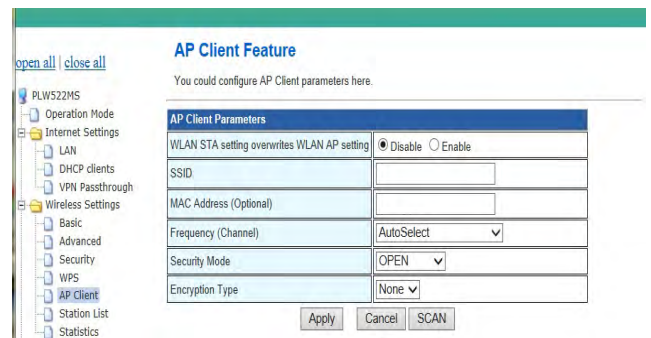 open all | close all
PLW522MS
Operation Mode
Internet Settings
LAN
DHCP clients
VPN Passthrough
Wireless Settings
Basic
Advanced
Security
WPS
AP Client
Station List
Statistics
AP Client Feature
You could configure AP Client parameters here.
AP Client Parameters
WLAN STA setting overwrites WLAN AP setting Disable Enable
SSID
MAC Address (Optional)
Frequency (Channel) AutoSelect
Security Mode OPEN
Encryption Type None
Apply Cancel SCAN